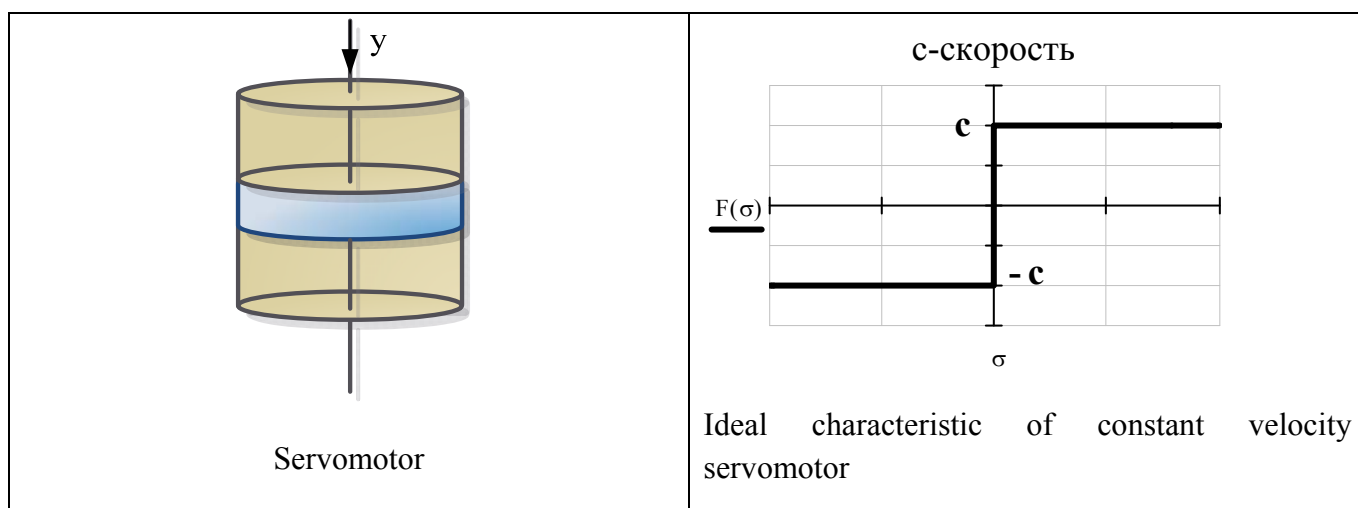 y
Servomotor
с-скорость
c
F(σ)
- c
σ
Ideal characteristic of constant velocity
servomotor